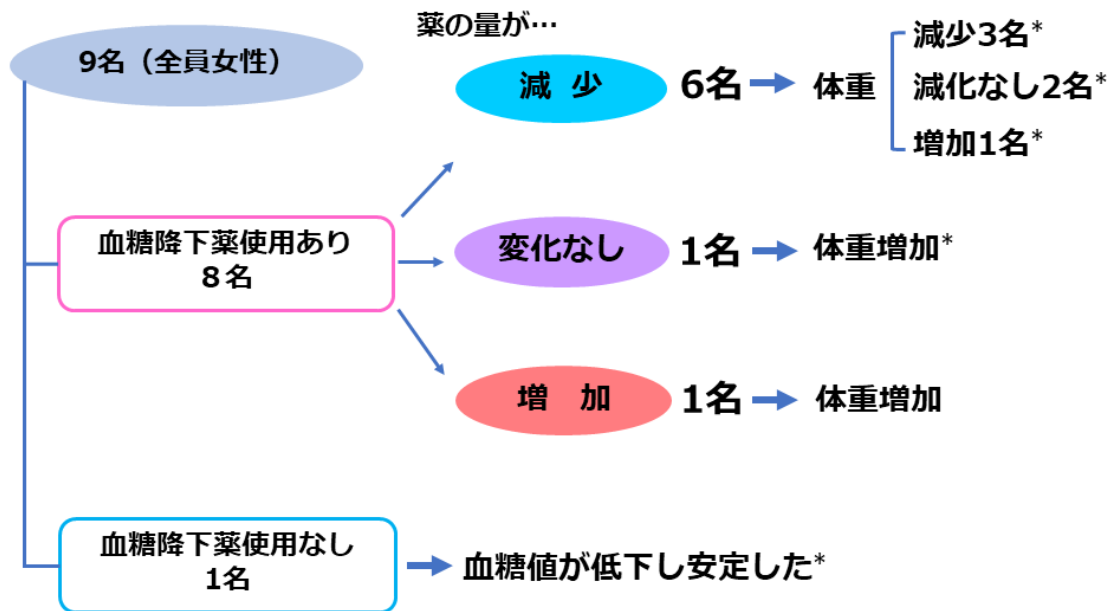 薬の量が…
9名（全員女性）
減 少 6名 体重
減少3名*
減化なし2名*
増加1名*
血糖降下薬使用あり
８名
変化なし 1名 体重増加*
増 加 1名 体重増加
血糖降下薬使用なし
1名
血糖値が低下し安定した*